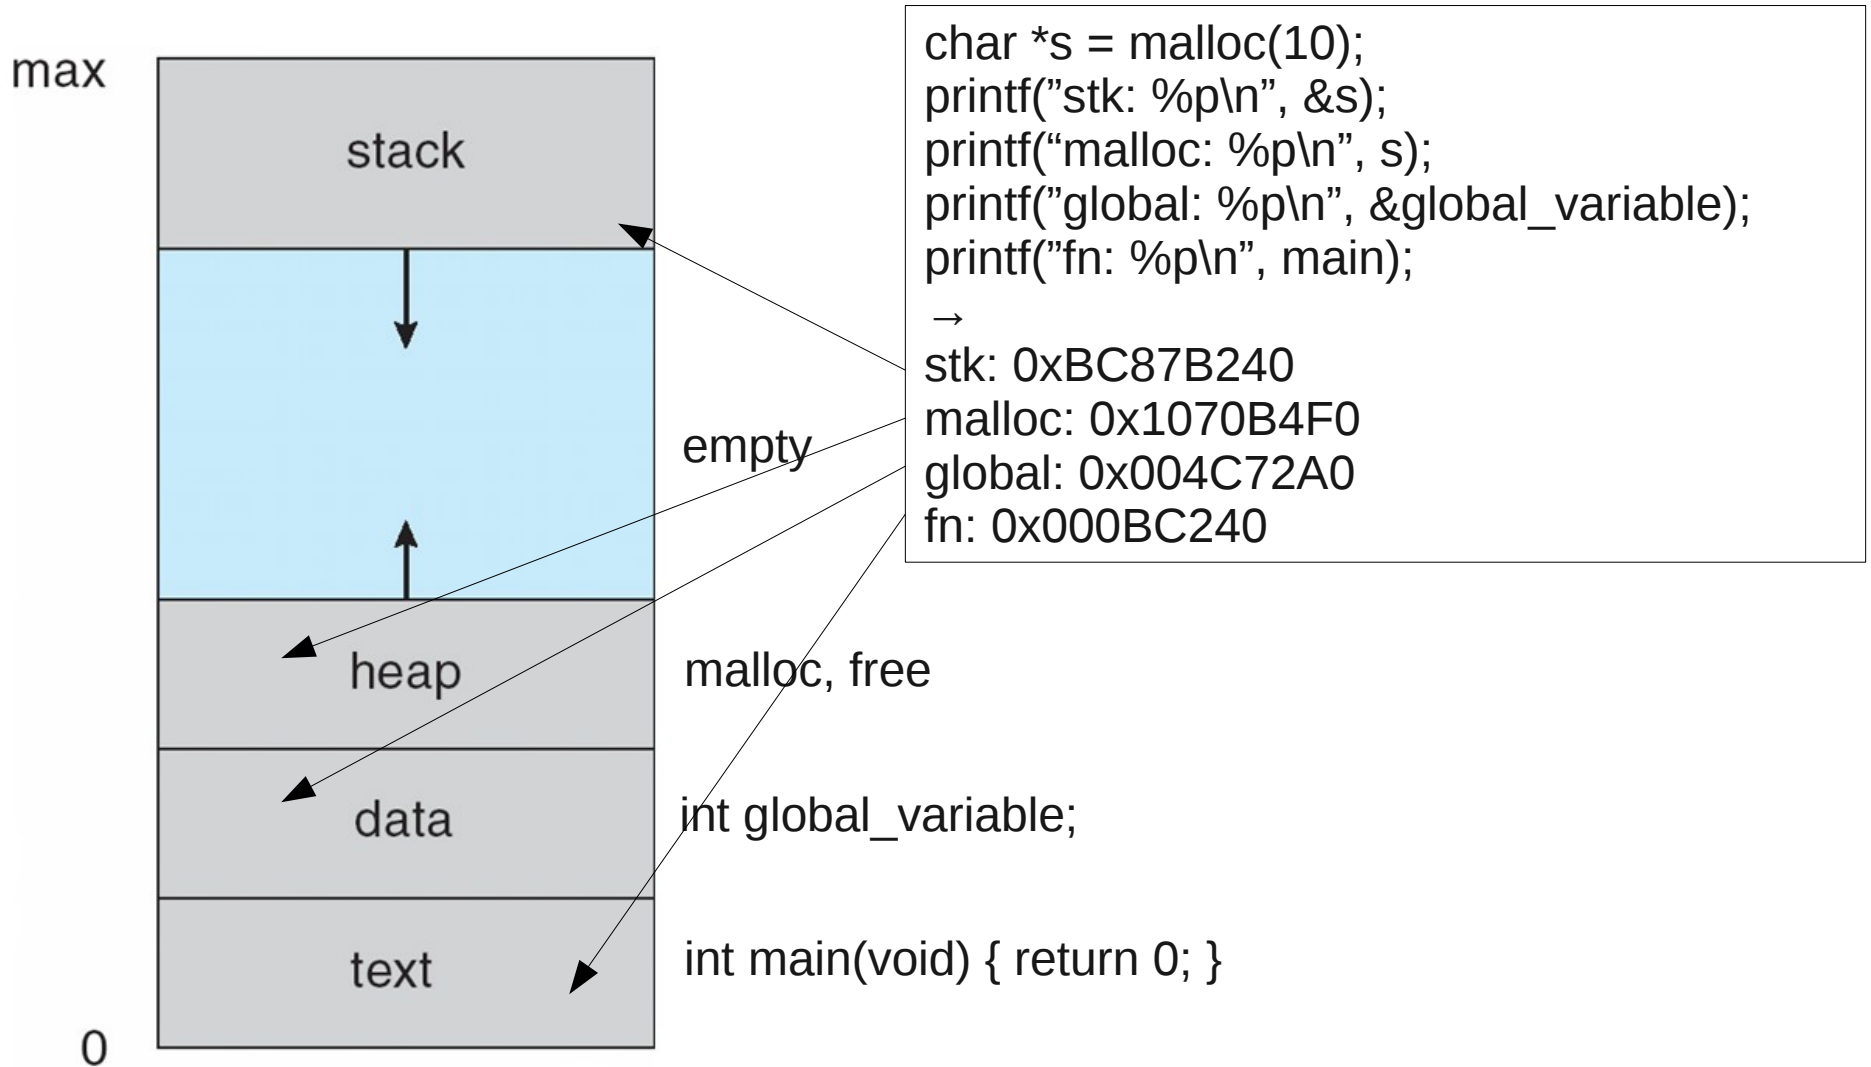 max
stack
empty
heap
malloc, free
data
int global_variable;
text
int main(void) { return 0; }
0
char *s = malloc(10);
printf(”stk: %p\n”, &s);
printf(“malloc: %p\n”, s);
printf(”global: %p\n”, &global_variable);
printf(”fn: %p\n”, main);
→
stk: 0xBC87B240
malloc: 0x1070B4F0
global: 0x004C72A0
fn: 0x000BC240